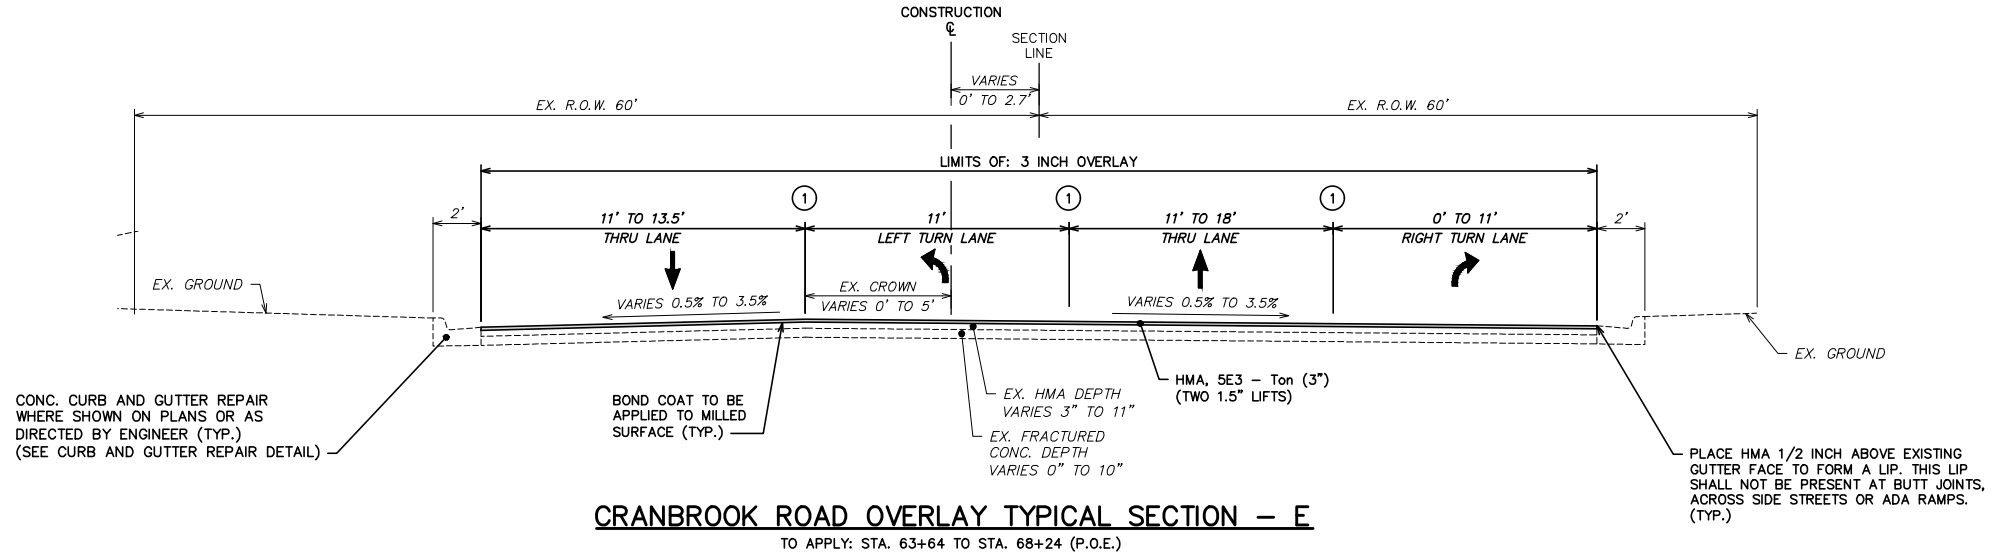 CONSTRUCTION
℄
SECTION
LINE
VARIES
0' TO 2.7'
EX. R.O.W. 60'
EX. R.O.W. 60'
LIMITS OF: 3 INCH OVERLAY
1
1
1
2'
11' TO 13.5'
THRU LANE
11'
LEFT TURN LANE
11' TO 18'
THRU LANE
0' TO 11'
RIGHT TURN LANE
2'
EX. GROUND
VARIES 0.5% TO 3.5%
EX. CROWN
VARIES 0' TO 5'
VARIES 0.5% TO 3.5%
EX. GROUND
CONC. CURB AND GUTTER REPAIR
WHERE SHOWN ON PLANS OR AS
DIRECTED BY ENGINEER (TYP.)
(SEE CURB AND GUTTER REPAIR DETAIL)
BOND COAT TO BE
APPLIED TO MILLED
SURFACE (TYP.)
EX. HMA DEPTH
VARIES 3" TO 11"
EX. FRACTURED
CONC. DEPTH
VARIES 0" TO 10"
HMA, 5E3 - Ton (3")
(TWO 1.5" LIFTS)
PLACE HMA 1/2 INCH ABOVE EXISTING
GUTTER FACE TO FORM A LIP. THIS LIP
SHALL NOT BE PRESENT AT BUTT JOINTS,
ACROSS SIDE STREETS OR ADA RAMPS.
(TYP.)
CRANBROOK ROAD OVERLAY TYPICAL SECTION - E
TO APPLY: STA. 63+64 TO STA. 68+24 (P.O.E.)